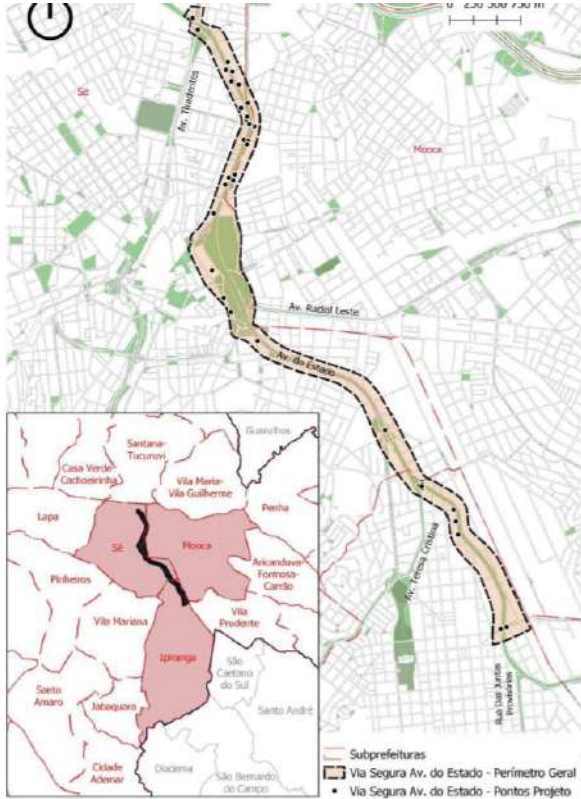 0 250 500 750 m
Av. Tiradentes
Sé
Mooca
Av. Radial Leste
Av. do Estado
Guarulhos
Santana-
Tucuruvi
Casa Verde-
Cachoeirinha
Vila Maria-
Vila Guilherme
Lapa
Penha
Sé
Mooca
Aricanduva-
Formosa-
Carrão
Pinheiros
Vila Mariana
Vila
Prudente
Ipiranga
Av. Teresa Cristina
São
Caetano
do Sul
Santo
Amaro
Jabaquara
Santo André
Rua Das Juntas
Provisórias
Cidade
Ademar
Diadema
São Bernardo
do Campo
Subprefeituras
Via Segura Av. do Estado - Perímetro Geral
Via Segura Av. do Estado - Pontos Projeto